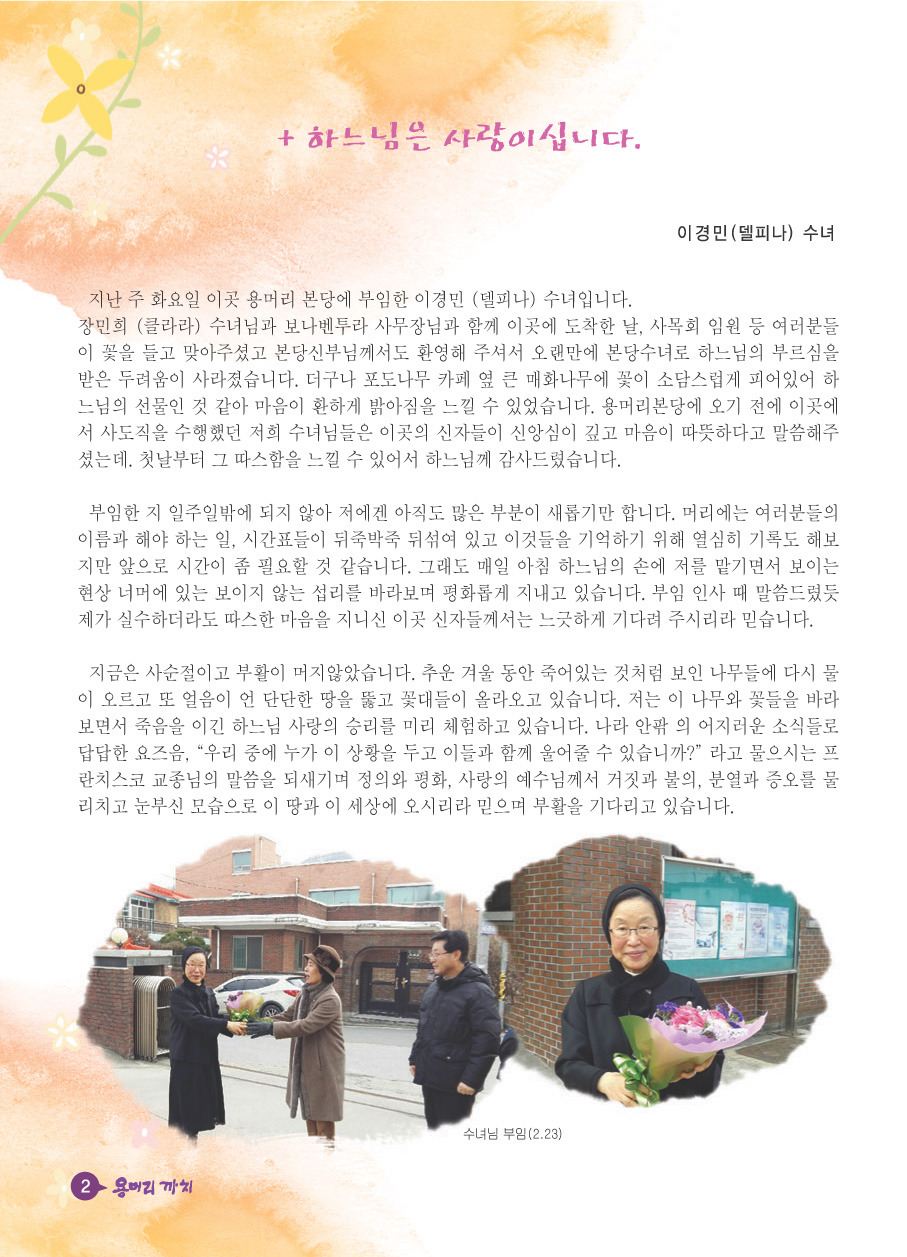 + 하느님은 사랑이십니다.
이경민(델피나) 수녀
지난 주 화요일 이곳 용머리 본당에 부임한 이경민 (델피나) 수녀입니다.
장민희 (클라라) 수녀님과 보나벤투라 사무장님과 함께 이곳에 도착한 날, 사목회 임원 등 여러분들
이 꽃을 들고 맞아주셨고 본당신부님께서도 환영해 주셔서 오랜만에 본당수녀로 하느님의 부르심을
받은 두려움이 사라졌습니다. 더구나 포도나무 카페 옆 큰 매화나무에 꽃이 소담스럽게 피어있어 하
느님의 선물인 것 같아 마음이 환하게 밝아짐을 느낄 수 있었습니다. 용머리본당에 오기 전에 이곳에
서 사도직을 수행했던 저희 수녀님들은 이곳의 신자들이 신앙심이 깊고 마음이 따뜻하다고 말씀해주
셨는데. 첫날부터 그 따스함을 느낄 수 있어서 하느님께 감사드렸습니다.
부임한 지 일주일밖에 되지 않아 저에겐 아직도 많은 부분이 새롭기만 합니다. 머리에는 여러분들의
이름과 해야 하는 일, 시간표들이 뒤죽박죽 뒤섞여 있고 이것들을 기억하기 위해 열심히 기록도 해보
지만 앞으로 시간이 좀 필요할 것 같습니다. 그래도 매일 아침 하느님의 손에 저를 맡기면서 보이는
현상 너머에 있는 보이지 않는 섭리를 바라보며 평화롭게 지내고 있습니다. 부임 인사 때 말씀드렸듯
제가 실수하더라도 따스한 마음을 지니신 이곳 신자들께서는 느긋하게 기다려 주시리라 믿습니다.
지금은 사순절이고 부활이 머지않았습니다. 추운 겨울 동안 죽어있는 것처럼 보인 나무들에 다시 물
이 오르고 또 얼음이 언 단단한 땅을 뚫고 꽃대들이 올라오고 있습니다. 저는 이 나무와 꽃들을 바라
보면서 죽음을 이긴 하느님 사랑의 승리를 미리 체험하고 있습니다. 나라 안팎 의 어지러운 소식들로
답답한 요즈음, “우리 중에 누가 이 상황을 두고 이들과 함께 울어줄 수 있습니까?” 라고 물으시는 프
란치스코 교종님의 말씀을 되새기며 정의와 평화, 사랑의 예수님께서 거짓과 불의, 분열과 증오를 물
리치고 눈부신 모습으로 이 땅과 이 세상에 오시리라 믿으며 부활을 기다리고 있습니다.
수녀님 부임(2.23)
2 용머리 까치